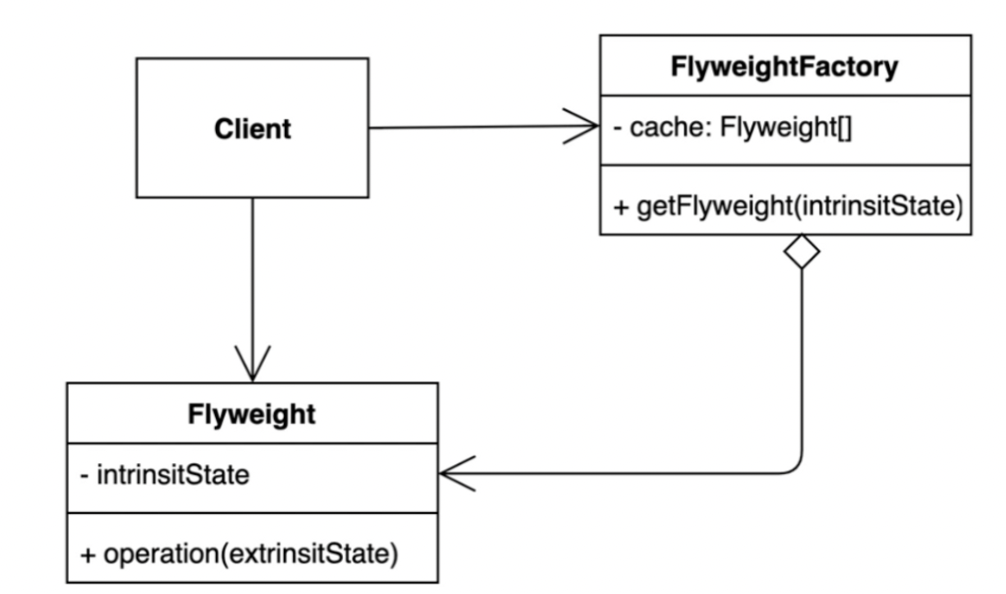 Client
FlyweightFactory
- cache: Flyweight[]
+ getFlyweight(intrinsitState)
Flyweight
- intrinsitState
+ operation(extrinsitState)